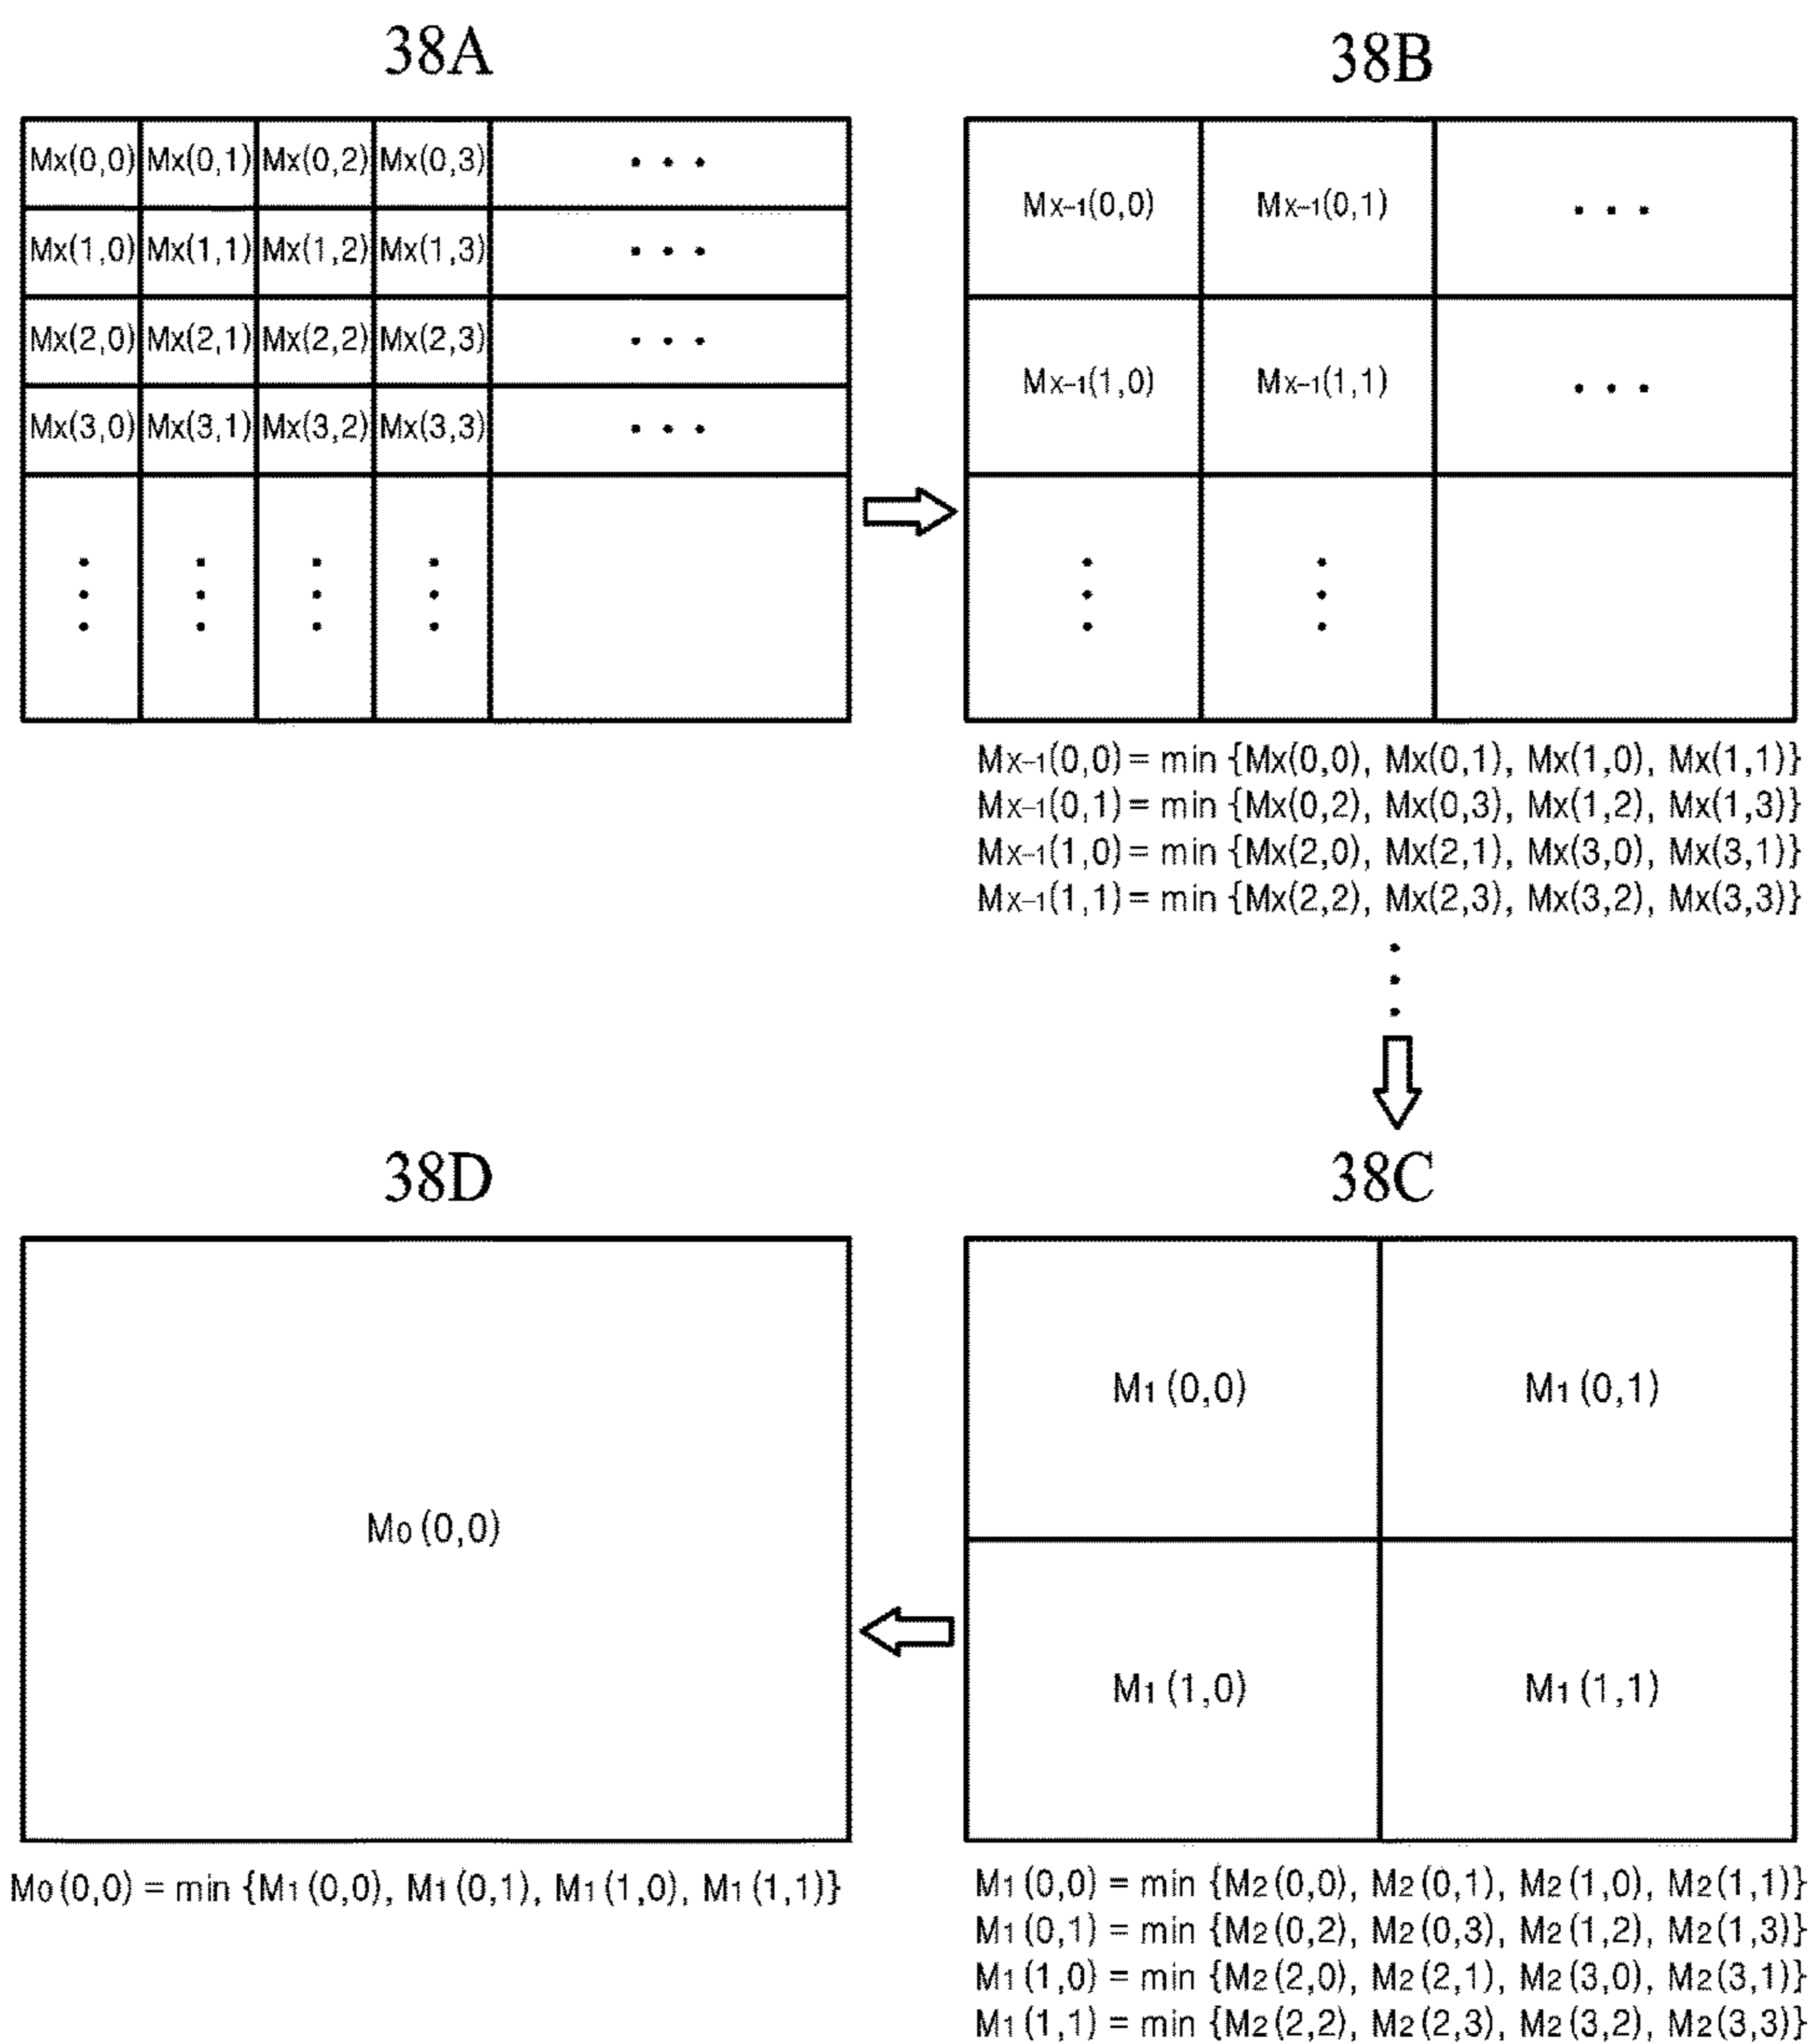 38A
Mx(0,0) Mx(0,1) Mx(0,2) Mx(0,3) • • •
Mx(1,0) Mx(1,1) Mx(1,2) Mx(1,3) • • •
Mx(2,0) Mx(2,1) Mx(2,2) Mx(2,3) • • •
Mx(3,0) Mx(3,1) Mx(3,2) Mx(3,3) • • •
38B
Mx-1(0,0) Mx-1(0,1) • • •
Mx-1(1,0) Mx-1(1,1) • • •
Mx-1(0,0) = min {Mx(0,0), Mx(0,1), Mx(1,0), Mx(1,1)}
Mx-1(0,1) = min {Mx(0,2), Mx(0,3), Mx(1,2), Mx(1,3)}
Mx-1(1,0) = min {Mx(2,0), Mx(2,1), Mx(3,0), Mx(3,1)}
Mx-1(1,1) = min {Mx(2,2), Mx(2,3), Mx(3,2), Mx(3,3)}
38C
M1 (0,0) M1 (0,1)
M1 (1,0) M1 (1,1)
M1 (0,0) = min {M2 (0,0), M2 (0,1), M2 (1,0), M2 (1,1)}
M1 (0,1) = min {M2 (0,2), M2 (0,3), M2 (1,2), M2 (1,3)}
M1 (1,0) = min {M2 (2,0), M2 (2,1), M2 (3,0), M2 (3,1)}
M1 (1,1) = min {M2 (2,2), M2 (2,3), M2 (3,2), M2 (3,3)}
38D
M0 (0,0)
M0 (0,0) = min {M1 (0,0), M1 (0,1), M1 (1,0), M1 (1,1)}